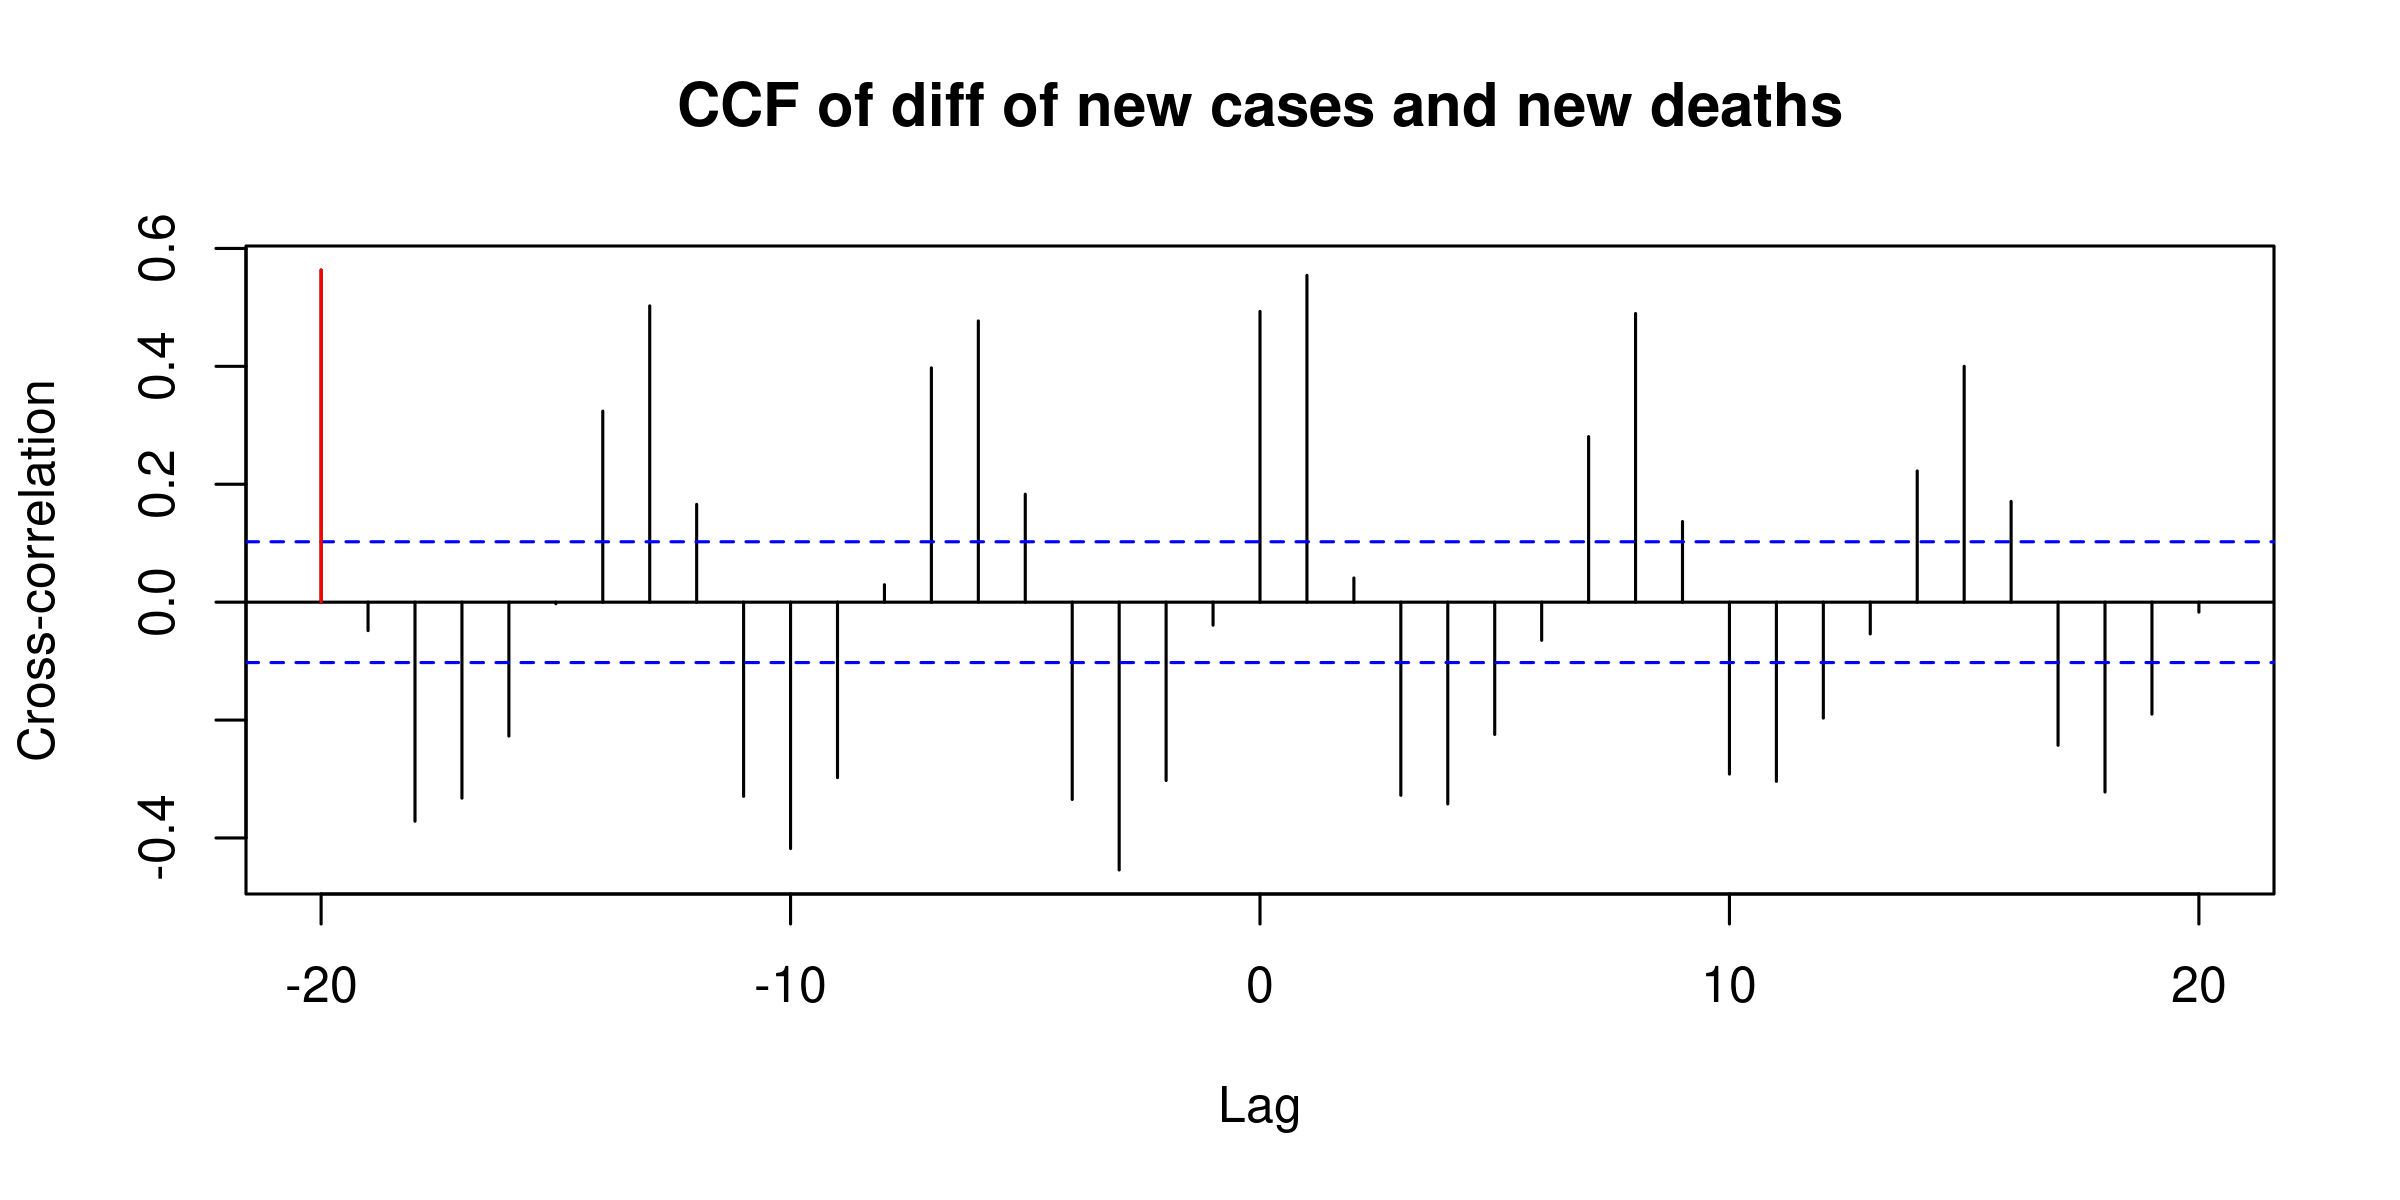 CCF of diff of new cases and new deaths
Cross-correlation
0.6
0.4
0.2
0.0
-0.4
-20 -10 0 10 20
Lag